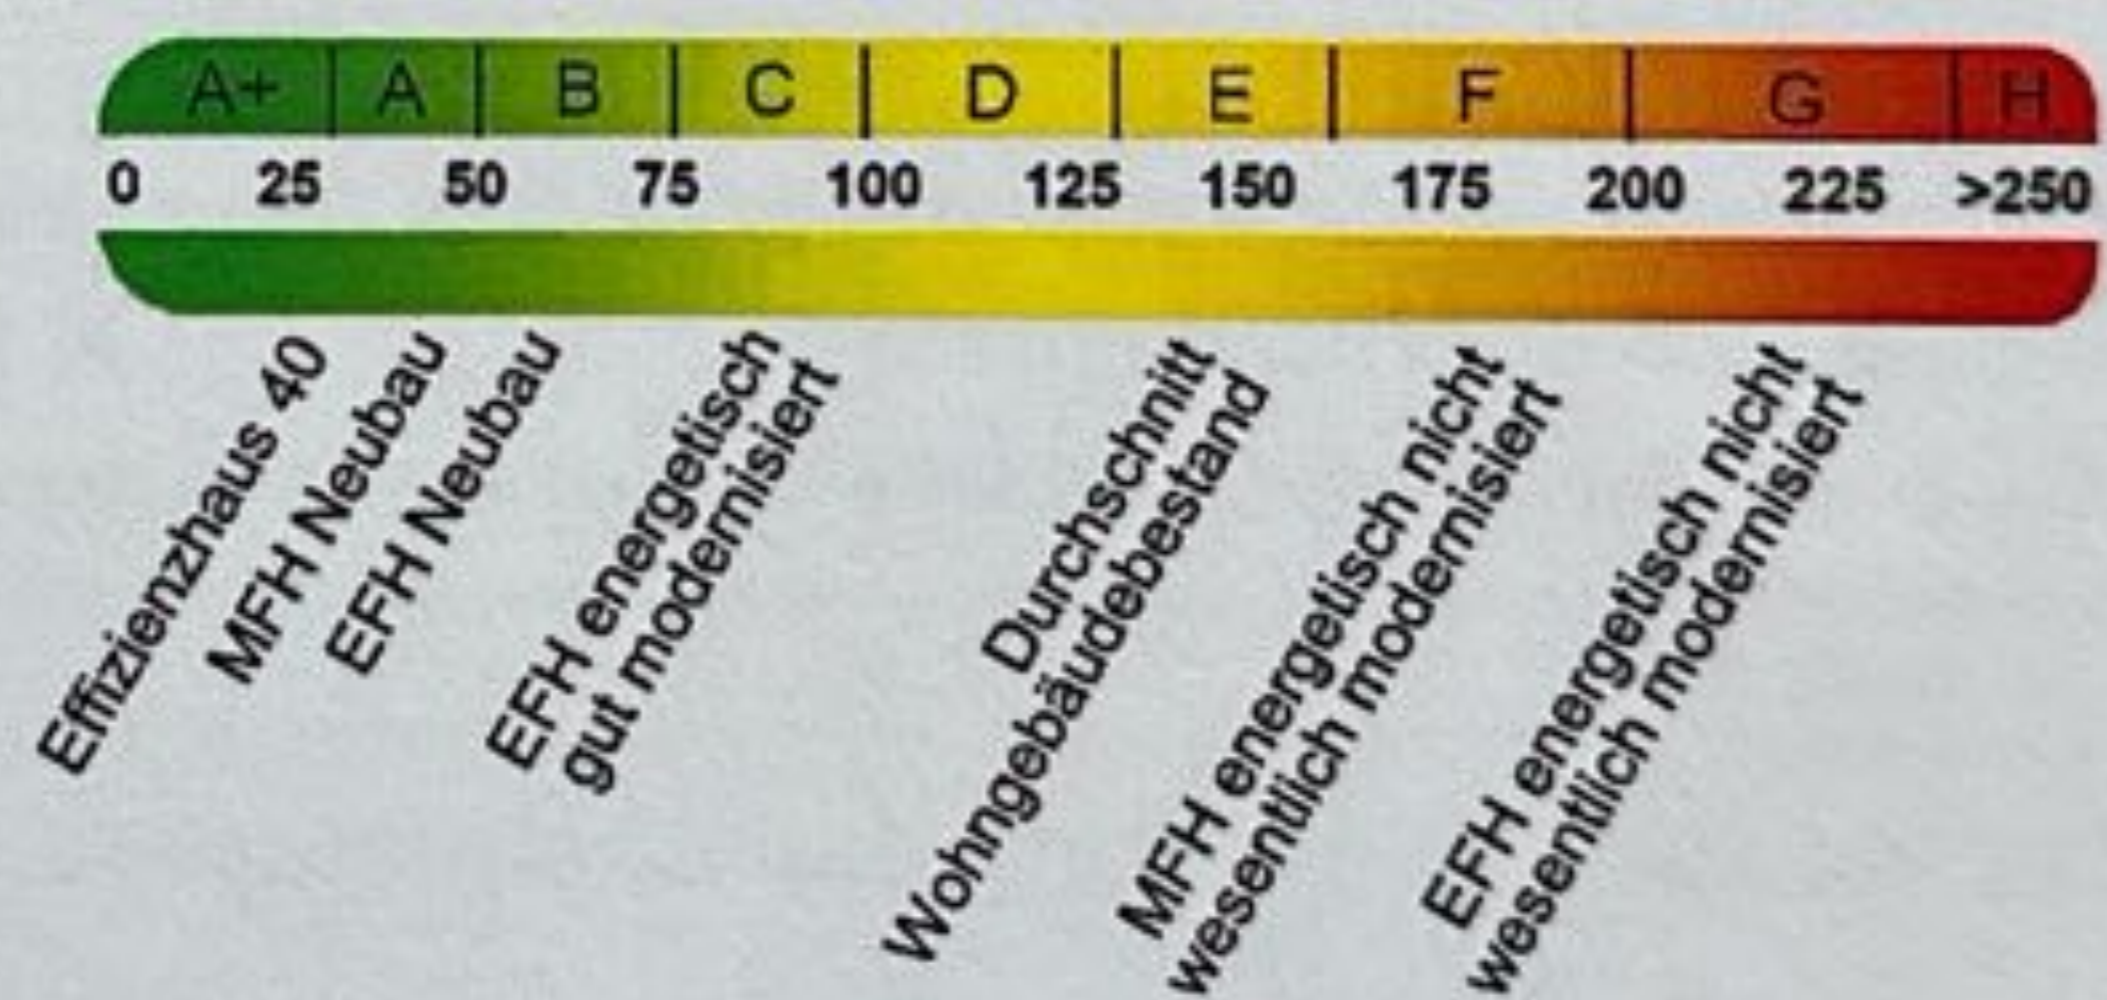 A+ A B C D E F G H
0 25 50 75 100 125 150 175 200 225 >250
Effizienzhaus 40
MFH Neubau
EFH Neubau
EFH energetisch
gut modernisiert
Durchschnitt
Wohngebäudebestand
MFH energetisch nicht
wesentlich modernisiert
EFH energetisch nicht
wesentlich modernisiert